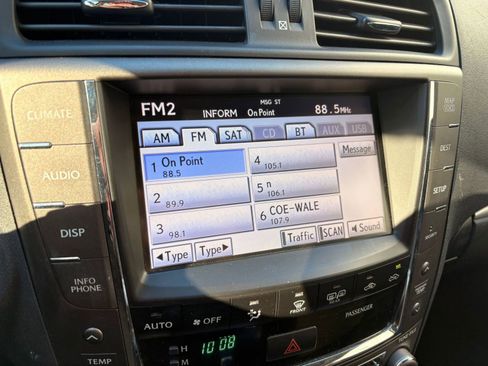 MSG ST
FM2 INFORM On Point 88.5MHz
AM FM SAT CD BT AUX USB
1 On Point 88.5
4 105.1
Message
2 89.9
5 n 106.1
3 98.1
6 COE-WALE 107.9
◄Type Type► Traffic SCAN Sound
CLIMATE
AUDIO
DISP
INFO
PHONE
TEMP
DEST
SETUP
AUTO OFF FRONT PASSENGER
H 10:08
M